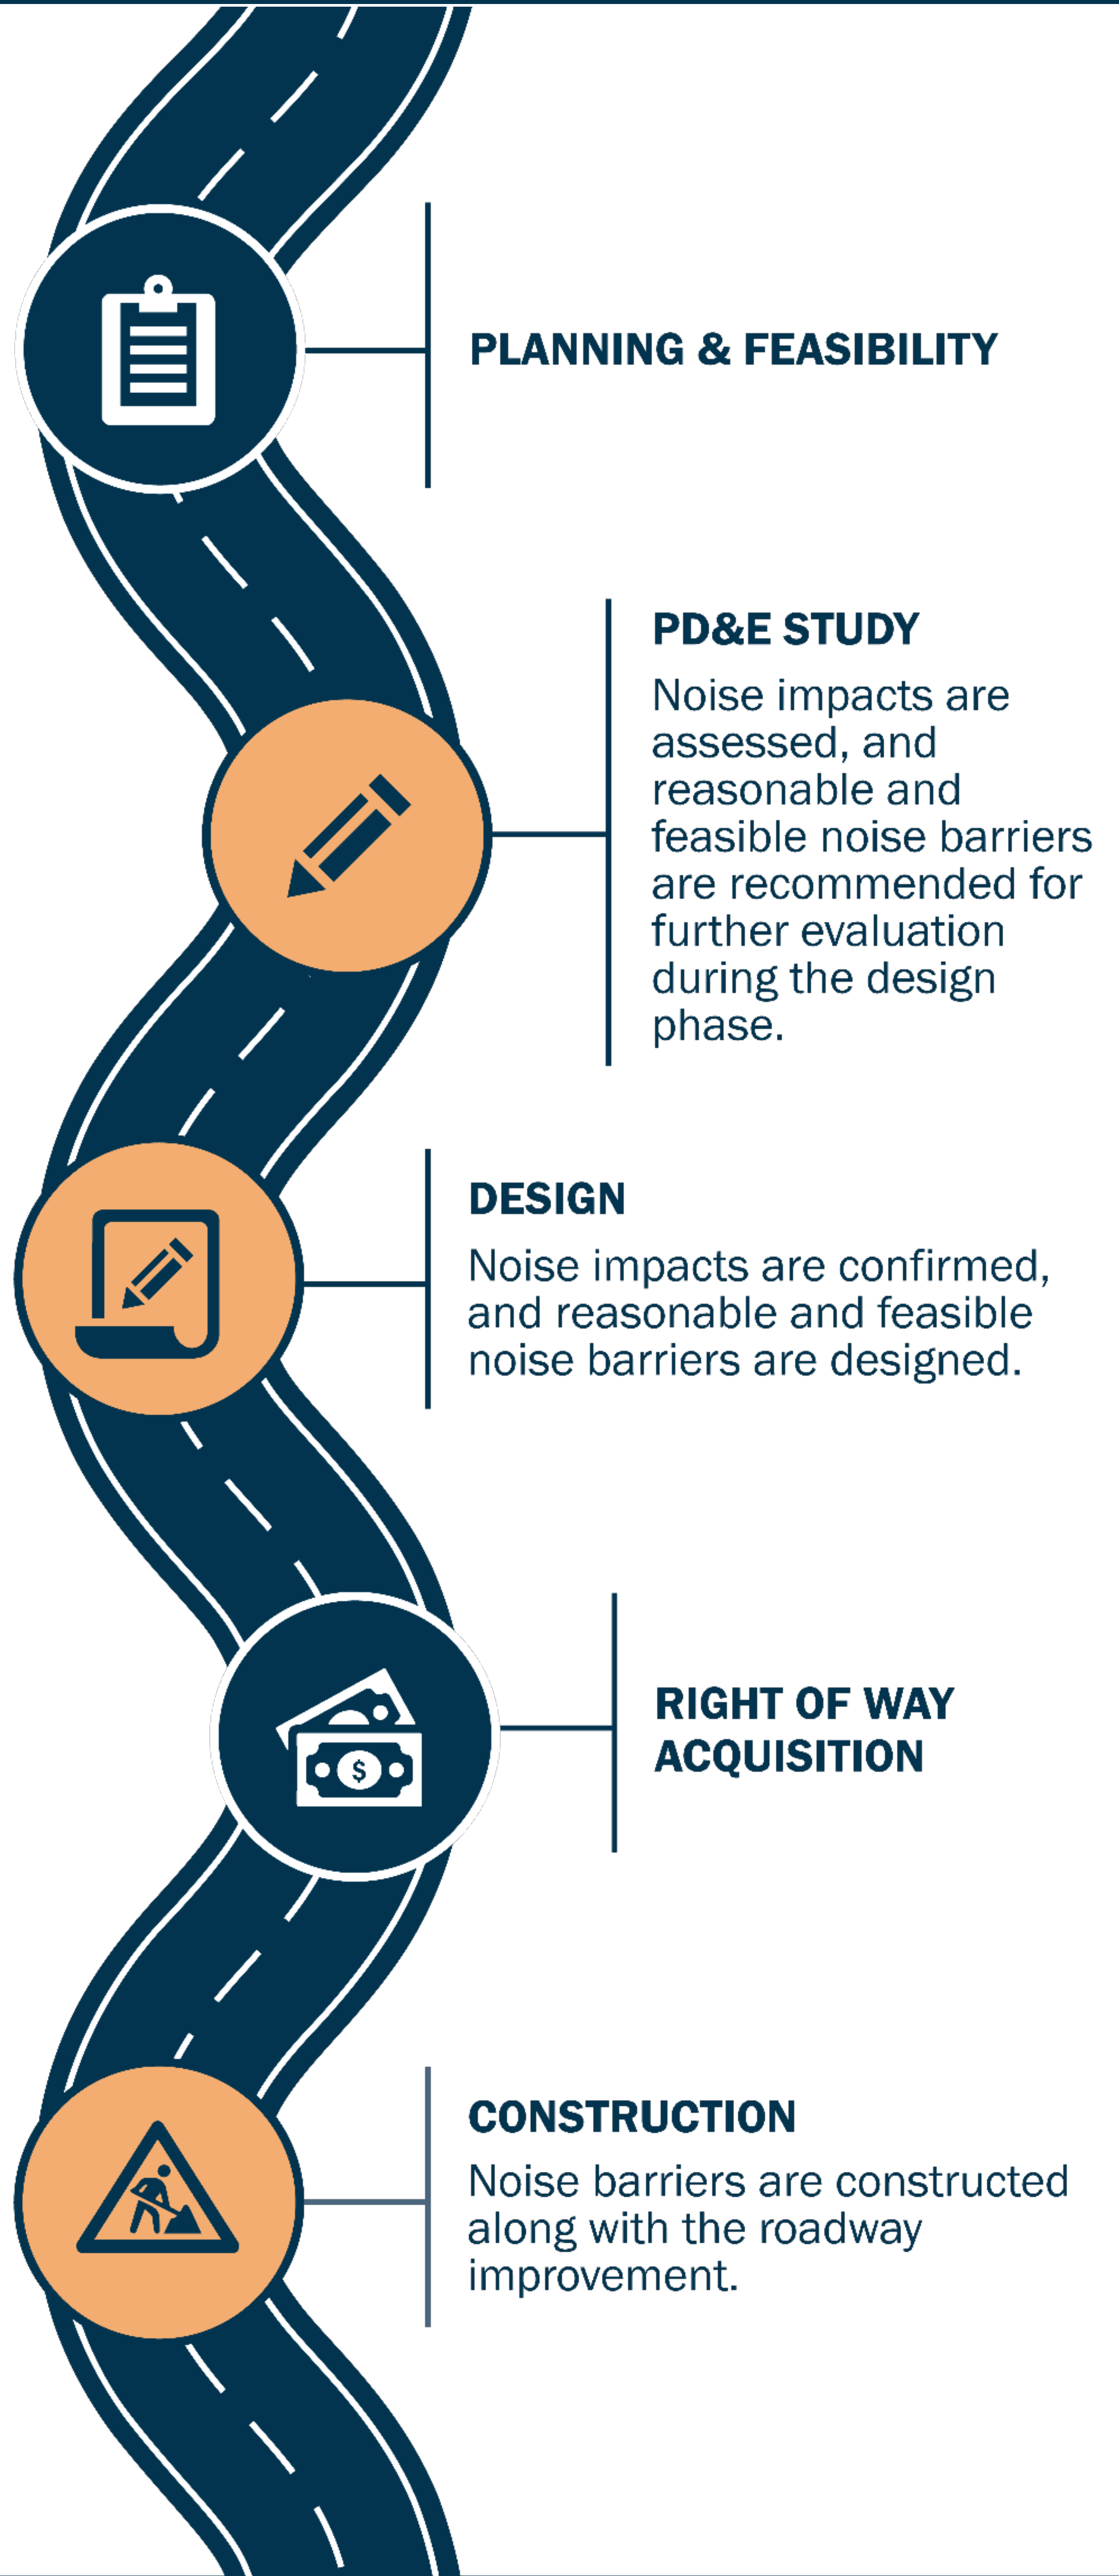 PLANNING & FEASIBILITY
PD&E STUDY
Noise impacts are
assessed, and
reasonable and
feasible noise barriers
are recommended for
further evaluation
during the design
phase.
DESIGN
Noise impacts are confirmed,
and reasonable and feasible
noise barriers are designed.
$
RIGHT OF WAY
ACQUISITION
CONSTRUCTION
Noise barriers are constructed
along with the roadway
improvement.